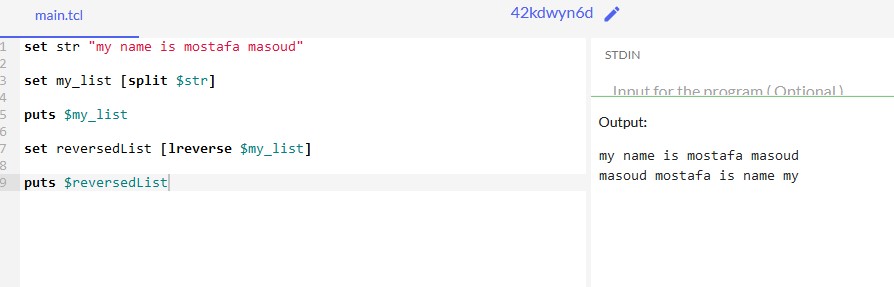 main.tcl
42kdwyn6d
1 set str "my name is mostafa masoud"
2
3 set my_list [split $str]
4
5 puts $my_list
6
7 set reversedList [lreverse $my_list]
8
9 puts $reversedList
STDIN
Input for the program ( Optional )
Output:
my name is mostafa masoud
masoud mostafa is name my